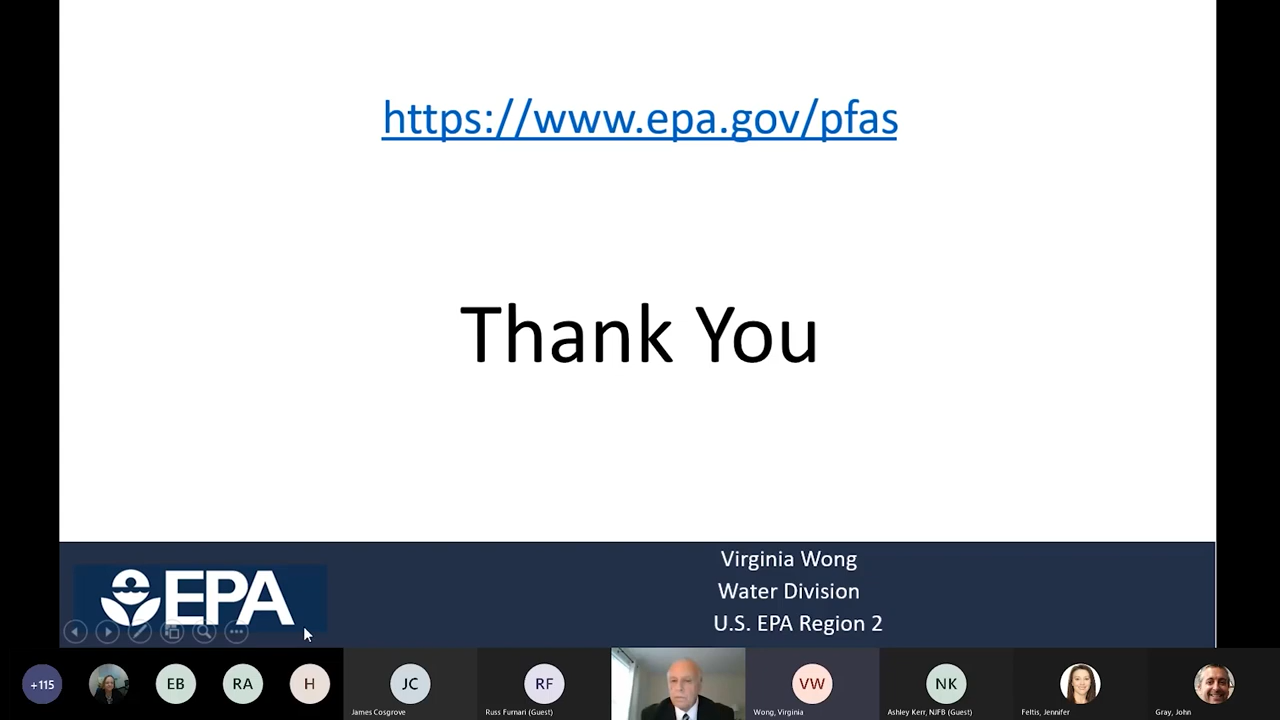 https://www.epa.gov/pfas
Thank You
EPA
Virginia Wong
Water Division
U.S. EPA Region 2
+115
EB
RA
H
JC
James Cosgrove
RF
Russ Furnari (Guest)
VW
Wong, Virginia
NK
Ashley Kerr, NJFB (Guest)
Feltis, Jennifer
Gray, John